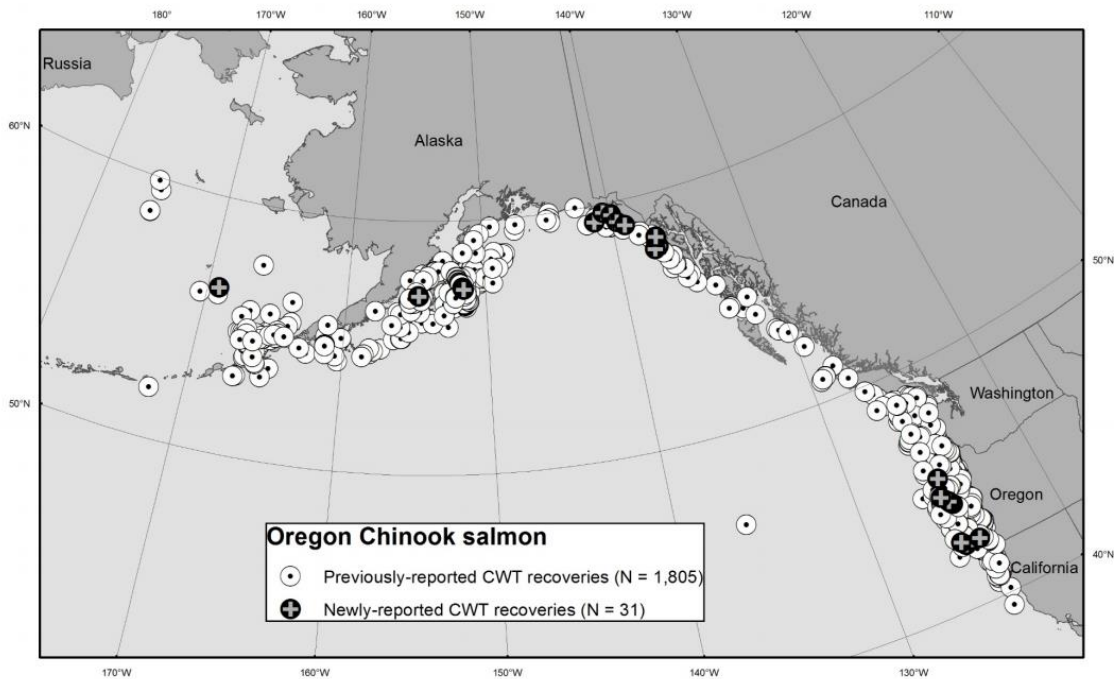 180° 170°W 160°W 150°W 140°W 130°W 120°W 110°W
Russia
60°N
Alaska
Canada
50°N
Washington
50°N
Oregon
Oregon Chinook salmon
40°N
California
Previously-reported CWT recoveries (N = 1,805)
Newly-reported CWT recoveries (N = 31)
170°W 160°W 150°W 140°W 130°W